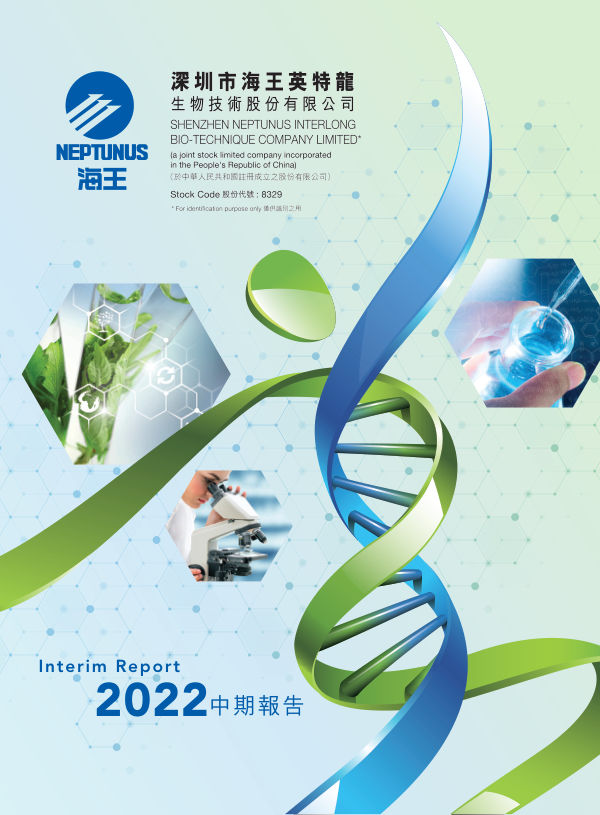 NEPTUNUS
海王
深圳市海王英特龍
生物技術股份有限公司
SHENZHEN NEPTUNUS INTERLONG
BIO-TECHNIQUE COMPANY LIMITED*
(a joint stock limited company incorporated
in the People's Republic of China)
(於中華人民共和國註冊成立之股份有限公司)
Stock Code 股份代號 : 8329
* For identification purpose only 僅供識別之用
Interim Report
2022中期報告